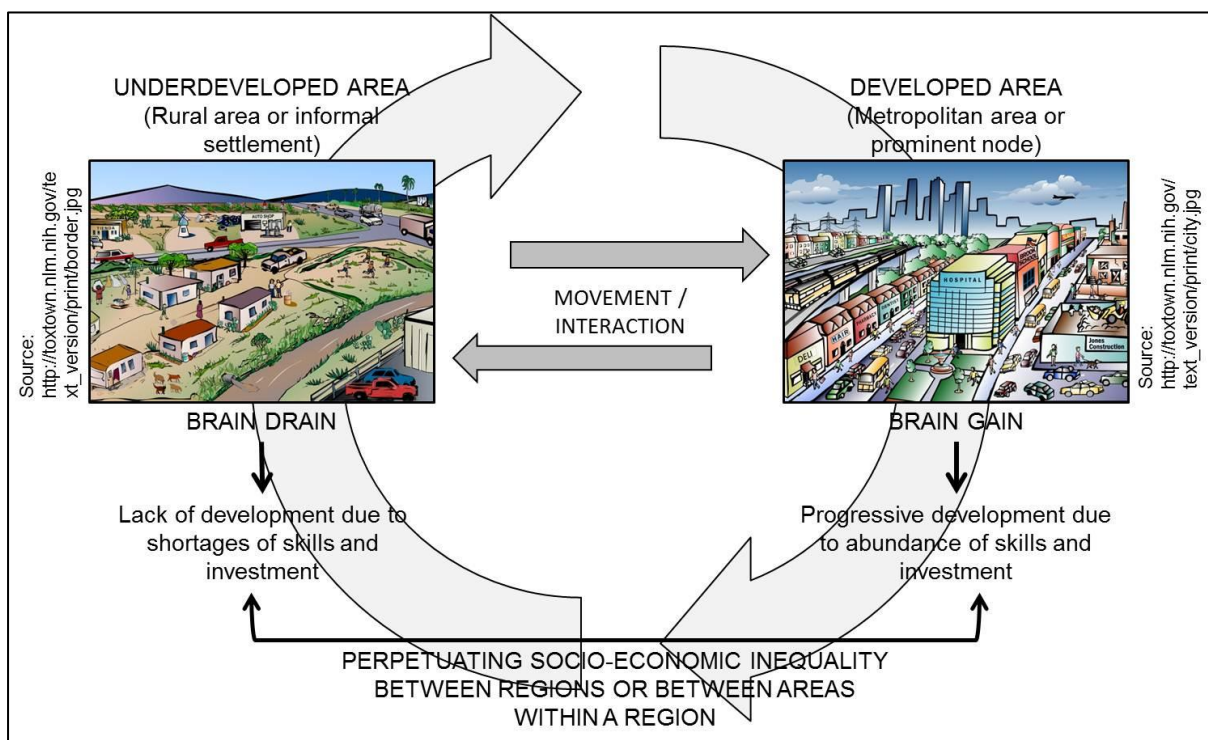 UNDERDEVELOPED AREA
(Rural area or informal
settlement)
DEVELOPED AREA
(Metropolitan area or
prominent node)
Source:
http://toxtown.nlm.nih.gov/te
xt_version/print/border.jpg
AUTO SHOP
TIENDA
MOVEMENT /
INTERACTION
HOSPITAL
SCHOOL
PHARMACY
HAIR
DELI
Jones
Construction
Source:
http://toxtown.nlm.nih.gov/
text_version/print/city.jpg
BRAIN DRAIN
BRAIN GAIN
Lack of development due to
shortages of skills and
investment
Progressive development due
to abundance of skills and
investment
PERPETUATING SOCIO-ECONOMIC INEQUALITY
BETWEEN REGIONS OR BETWEEN AREAS
WITHIN A REGION